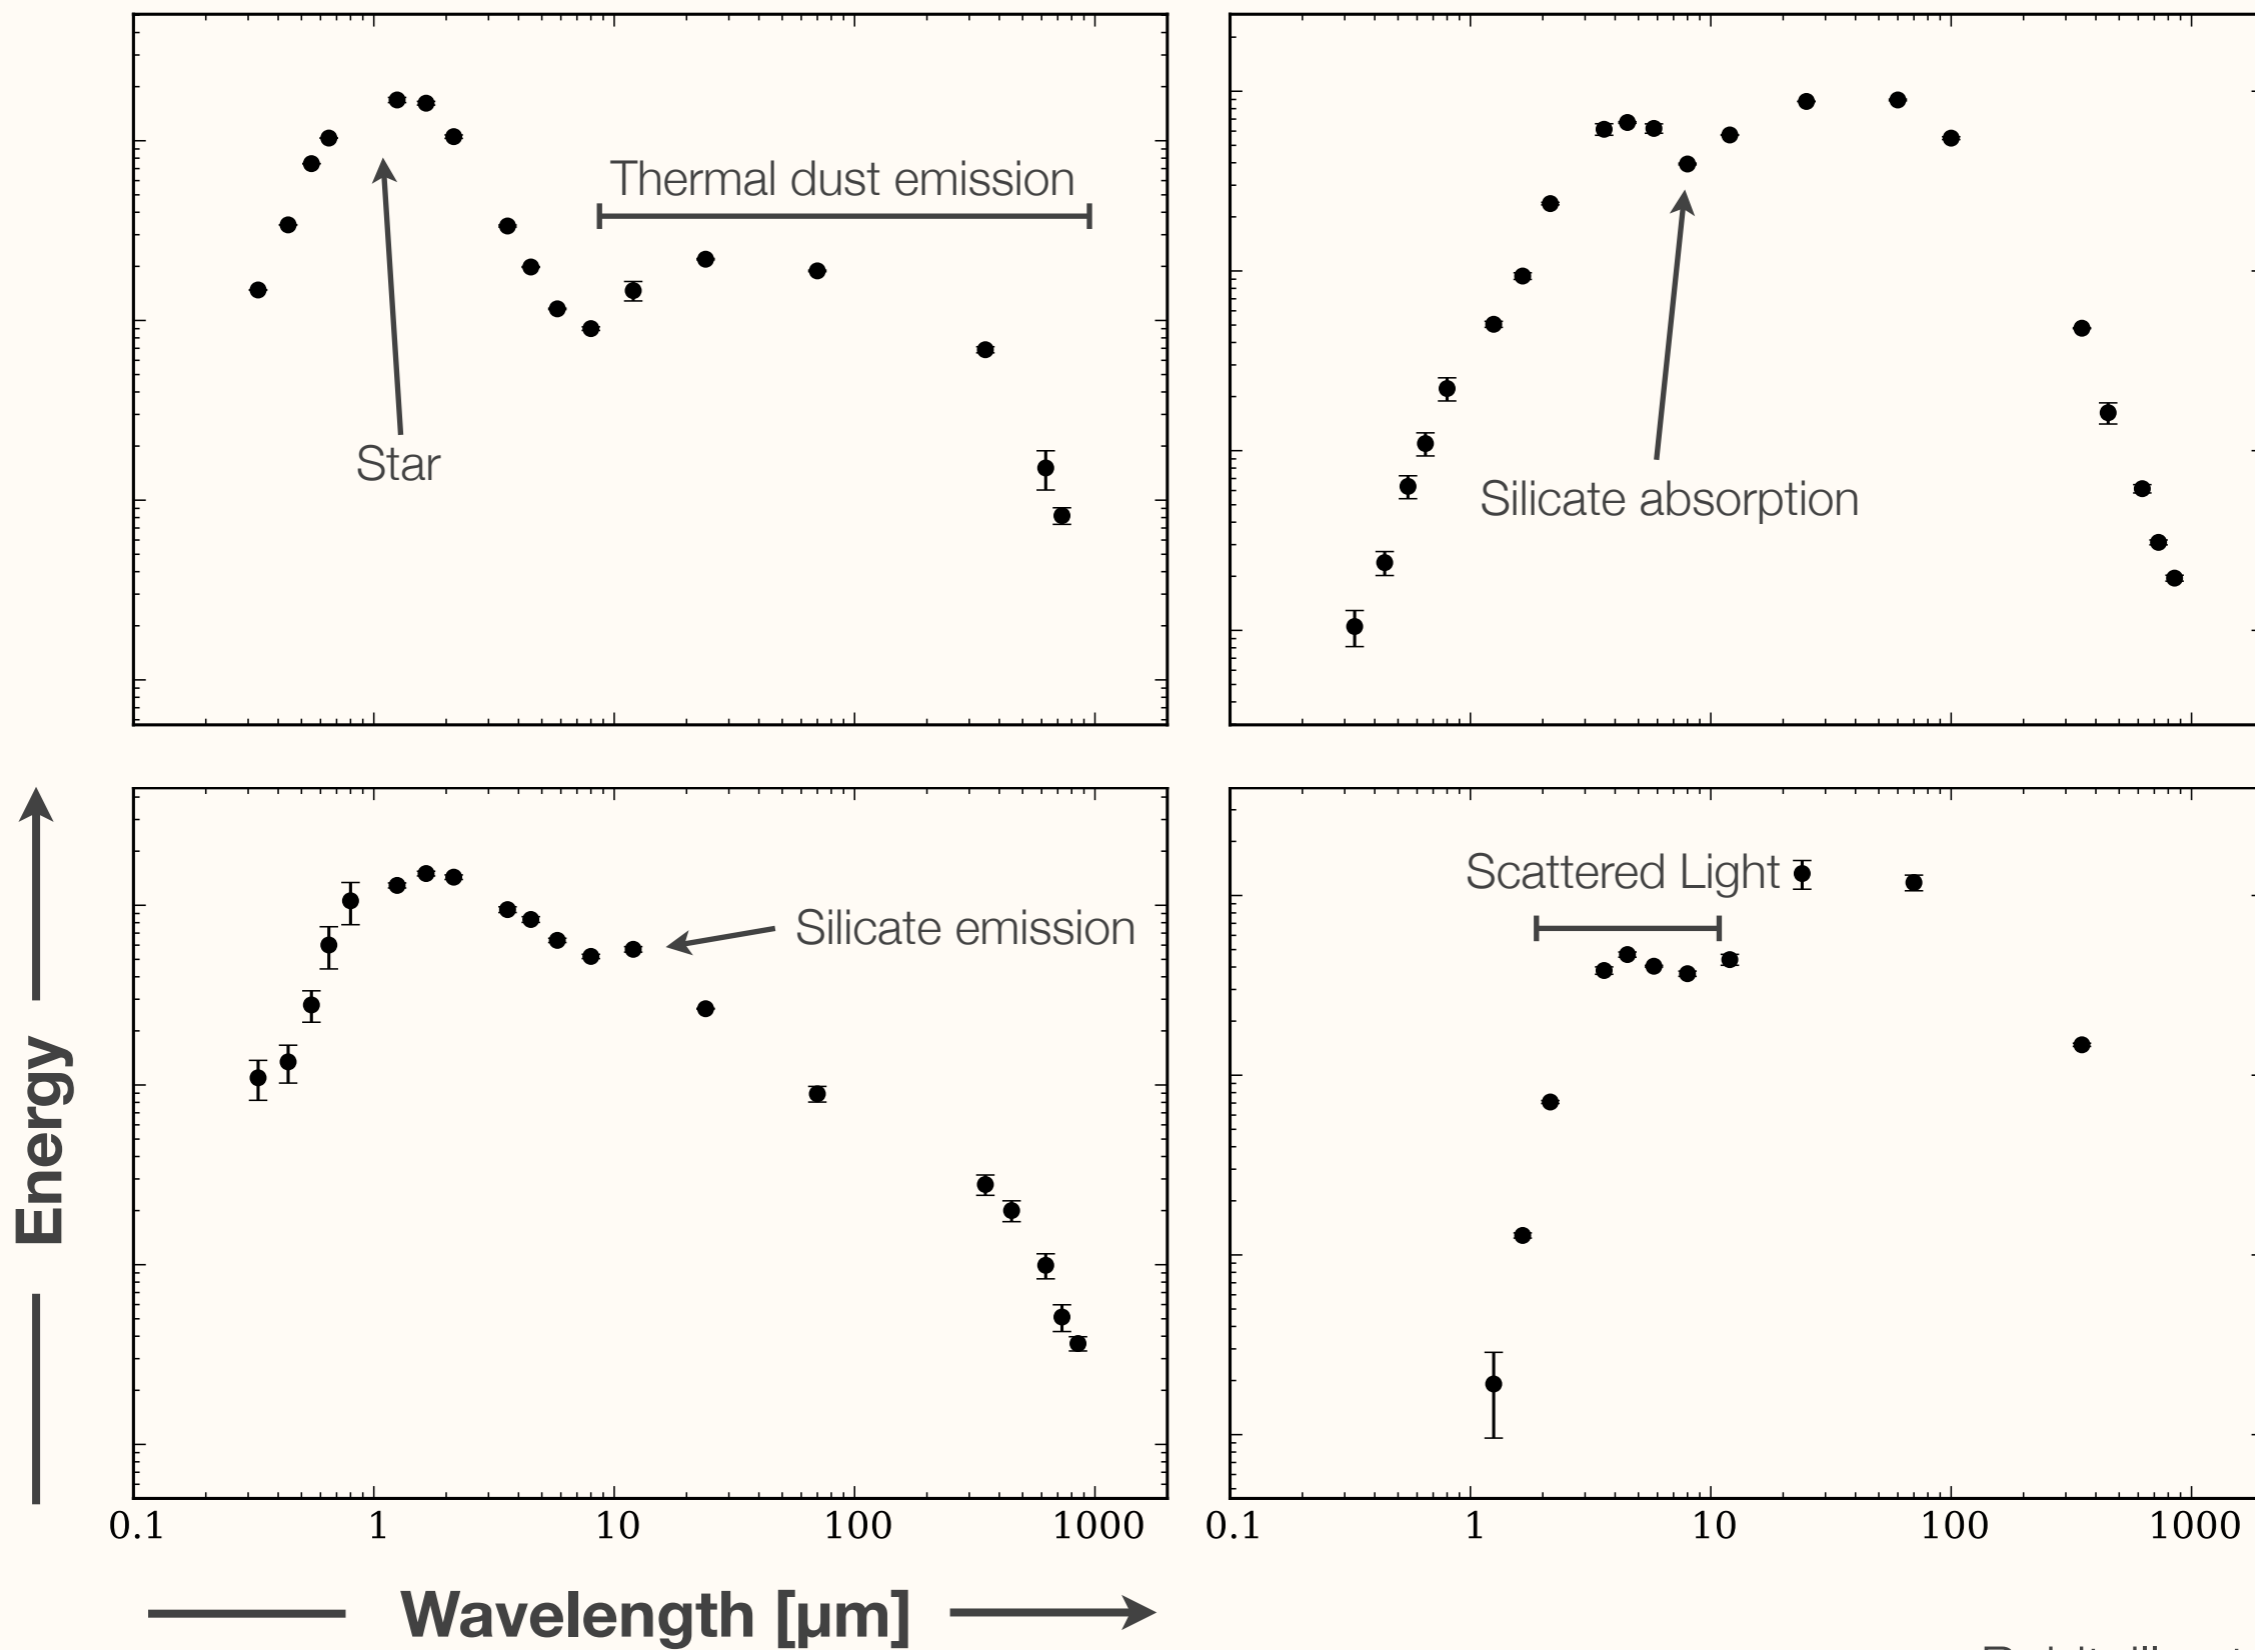 Thermal dust emission
Star
Silicate absorption
Silicate emission
Scattered Light
Energy
0.1 1 10 100 1000
0.1 1 10 100 1000
Wavelength [µm]